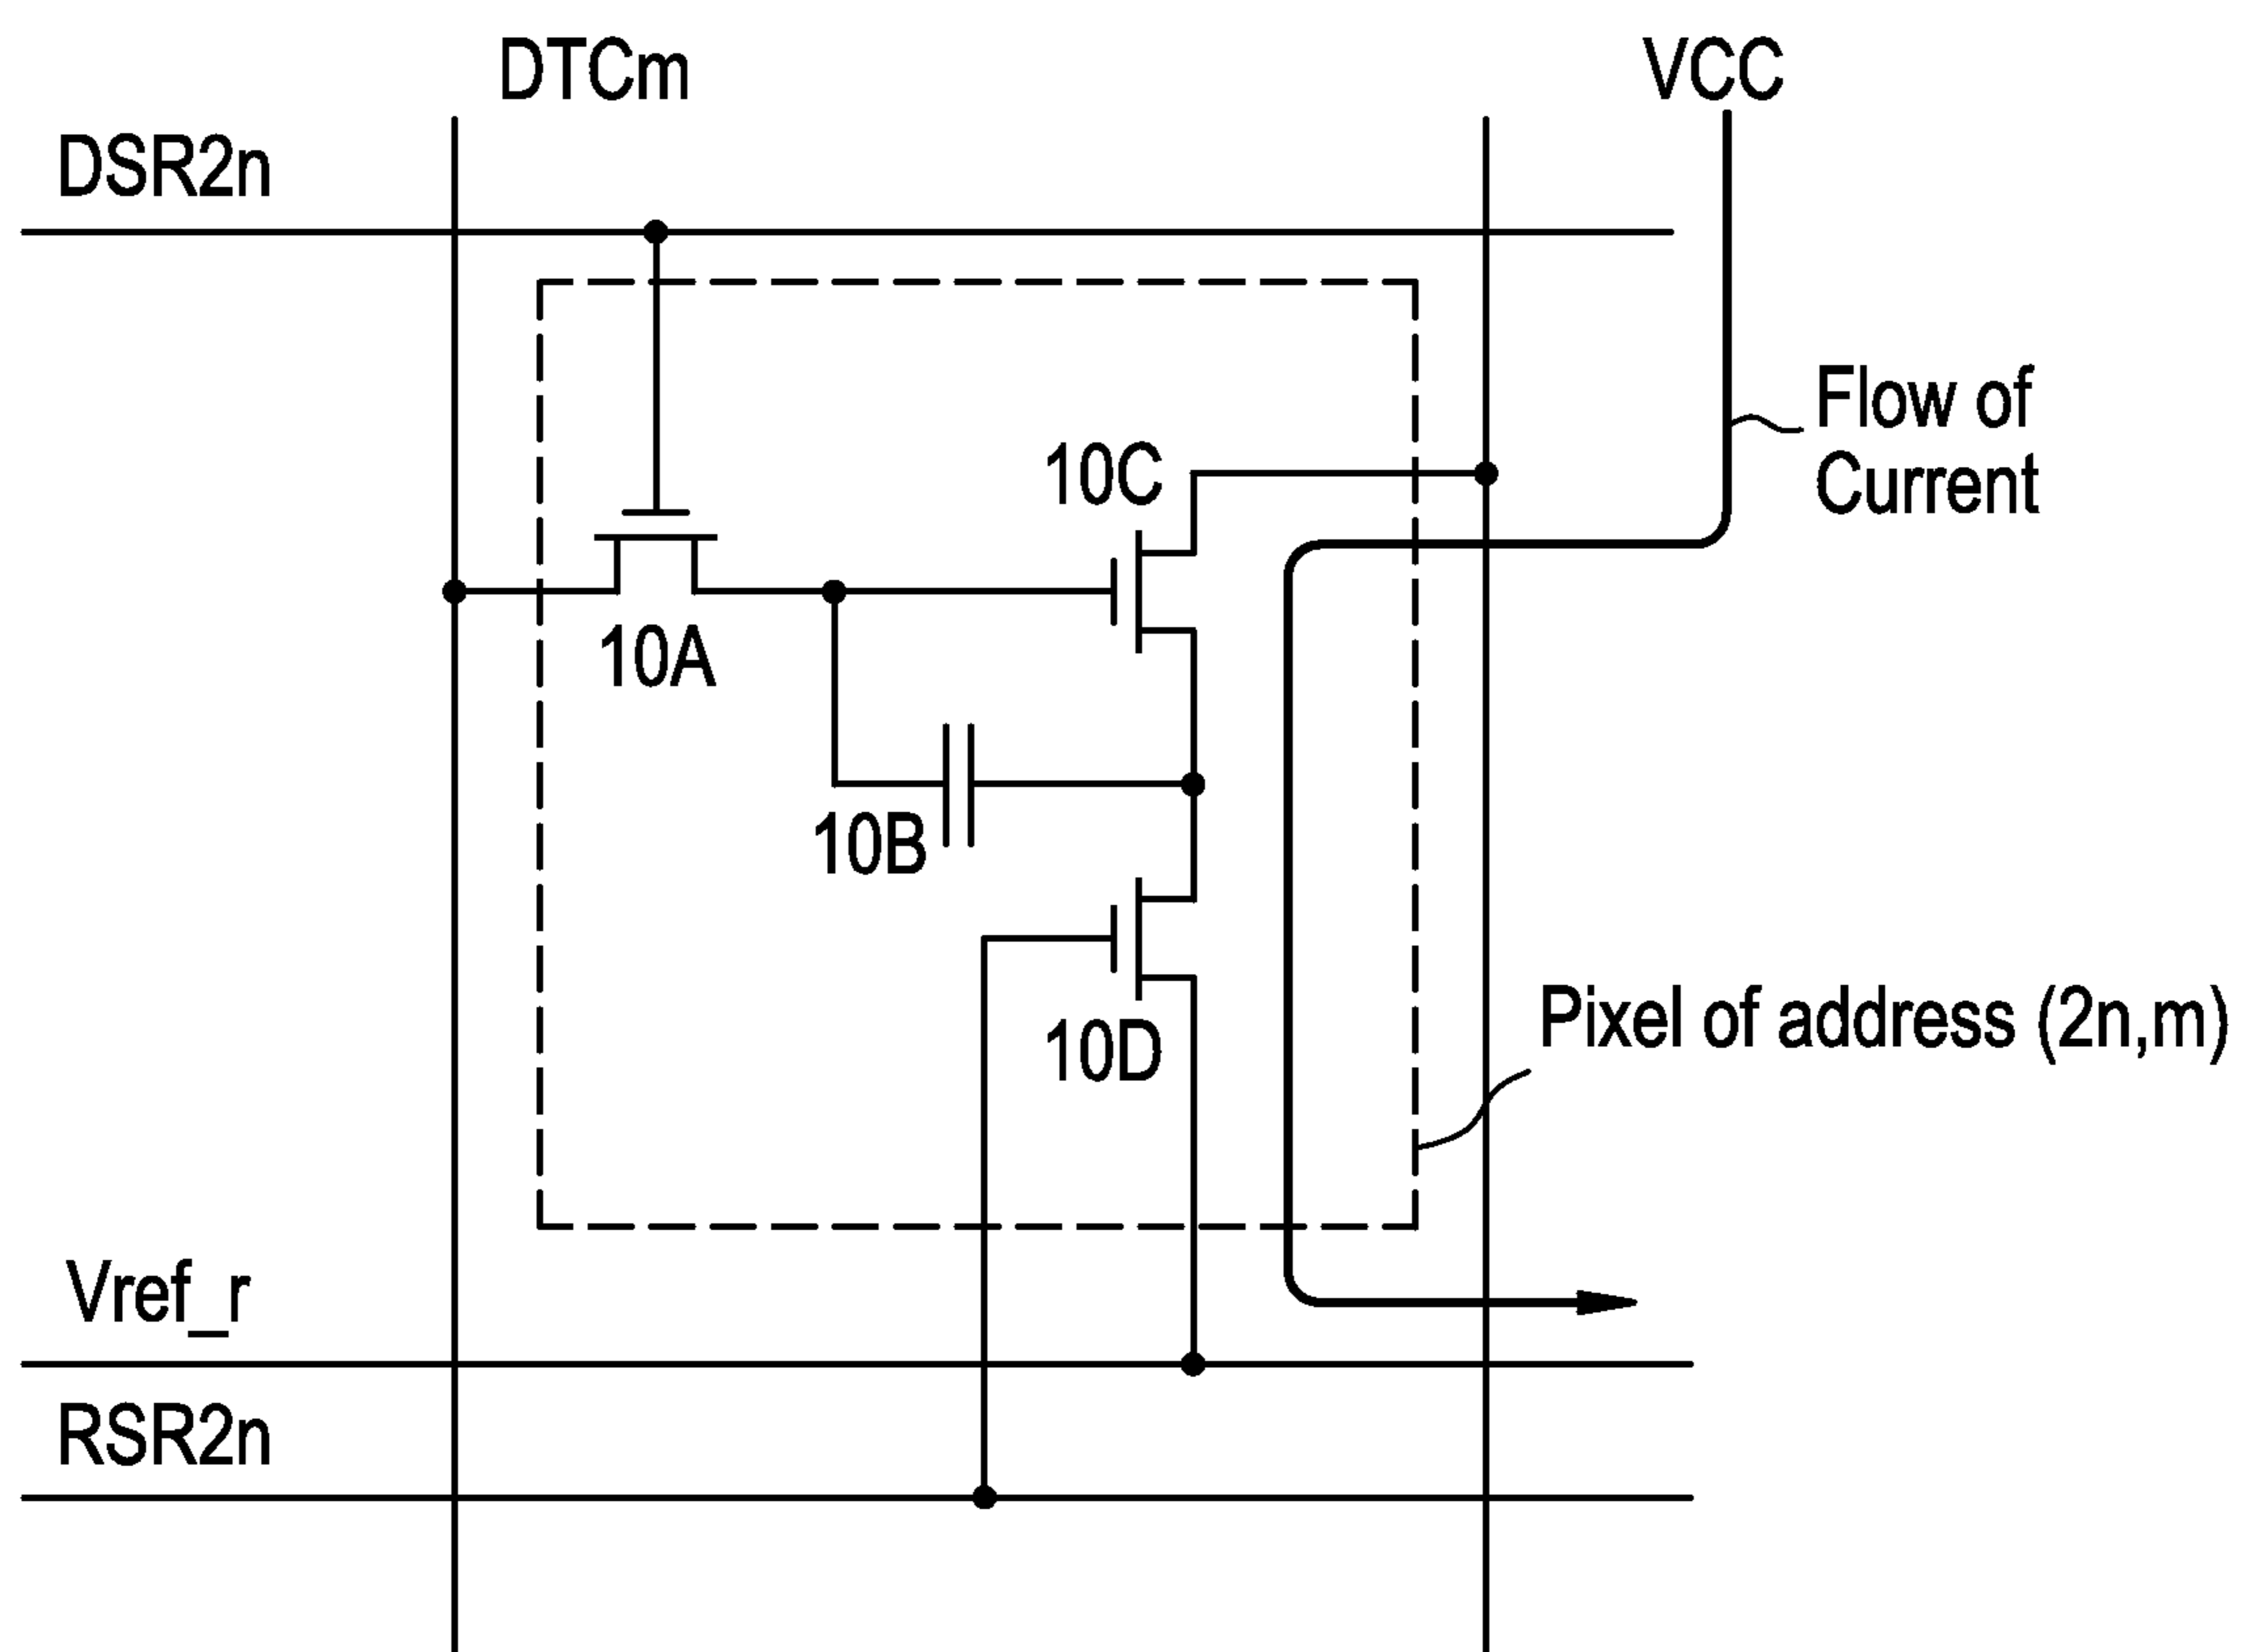 DTCm
VCC
DSR2n
Flow of
Current
10C
10A
10B
Pixel of address (2n,m)
10D
Vref_r
RSR2n